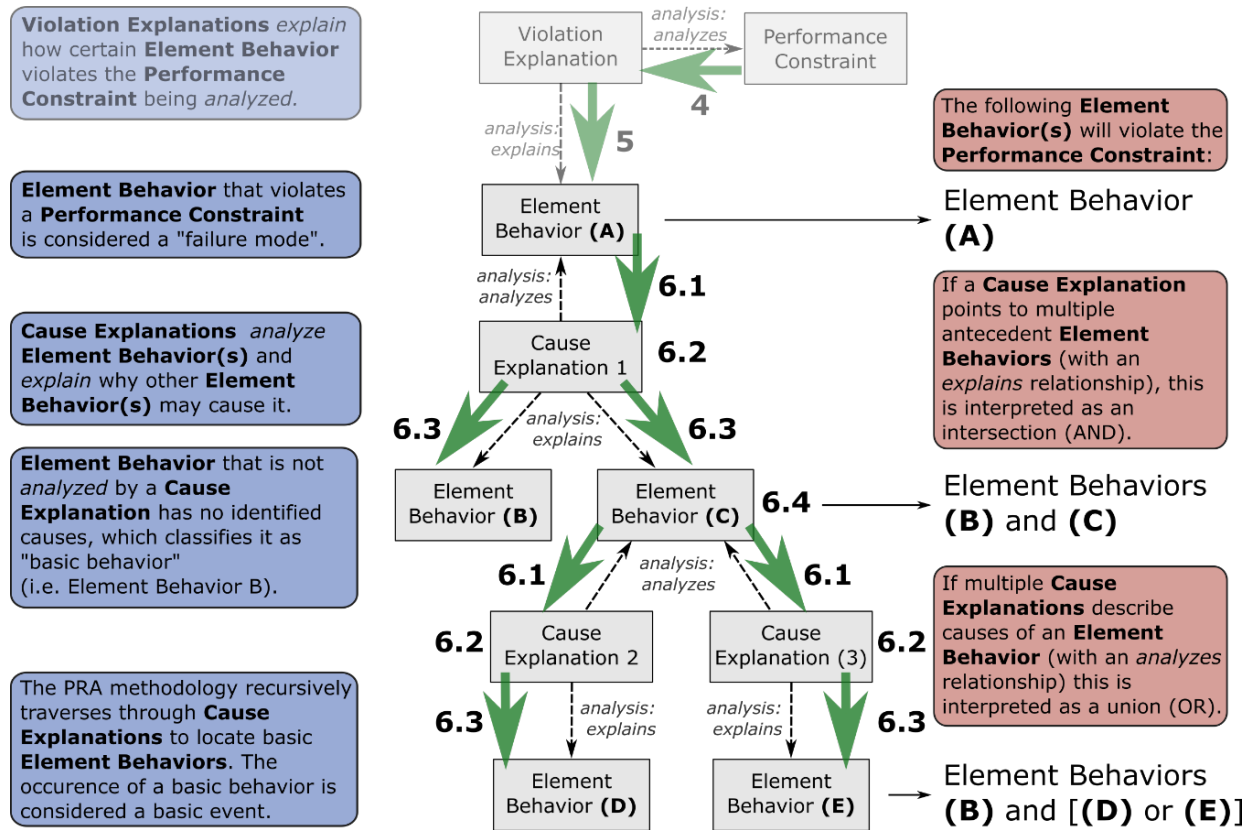 Violation Explanations explain
how certain Element Behavior
violates the Performance
Constraint being analyzed.
Element Behavior that violates
a Performance Constraint
is considered a "failure mode".
Cause Explanations analyze
Element Behavior(s) and
explain why other Element
Behavior(s) may cause it.
Element Behavior that is not
analyzed by a Cause
Explanation has no identified
causes, which classifies it as
"basic behavior"
(i.e. Element Behavior B).
The PRA methodology recursively
traverses through Cause
Explanations to locate basic
Element Behaviors. The
occurence of a basic behavior is
considered a basic event.
Violation
Explanation
analysis:
analyzes
Performance
Constraint
4
analysis:
explains
5
Element
Behavior (A)
analysis:
analyzes
6.1
Cause
Explanation 1
6.2
6.3
analysis:
explains
6.3
Element
Behavior (B)
Element
Behavior (C)
6.4
6.1
analysis:
analyzes
6.1
6.2
Cause
Explanation 2
Cause
Explanation (3)
6.2
6.3
analysis:
explains
analysis:
explains
6.3
Element
Behavior (D)
Element
Behavior (E)
The following Element
Behavior(s) will violate the
Performance Constraint:
Element Behavior
(A)
If a Cause Explanation
points to multiple
antecedent Element
Behaviors (with an
explains relationship), this
is interpreted as an
intersection (AND).
Element Behaviors
(B) and (C)
If multiple Cause
Explanations describe
causes of an Element
Behavior (with an analyzes
relationship) this is
interpreted as a union (OR).
Element Behaviors
(B) and [(D) or (E)]